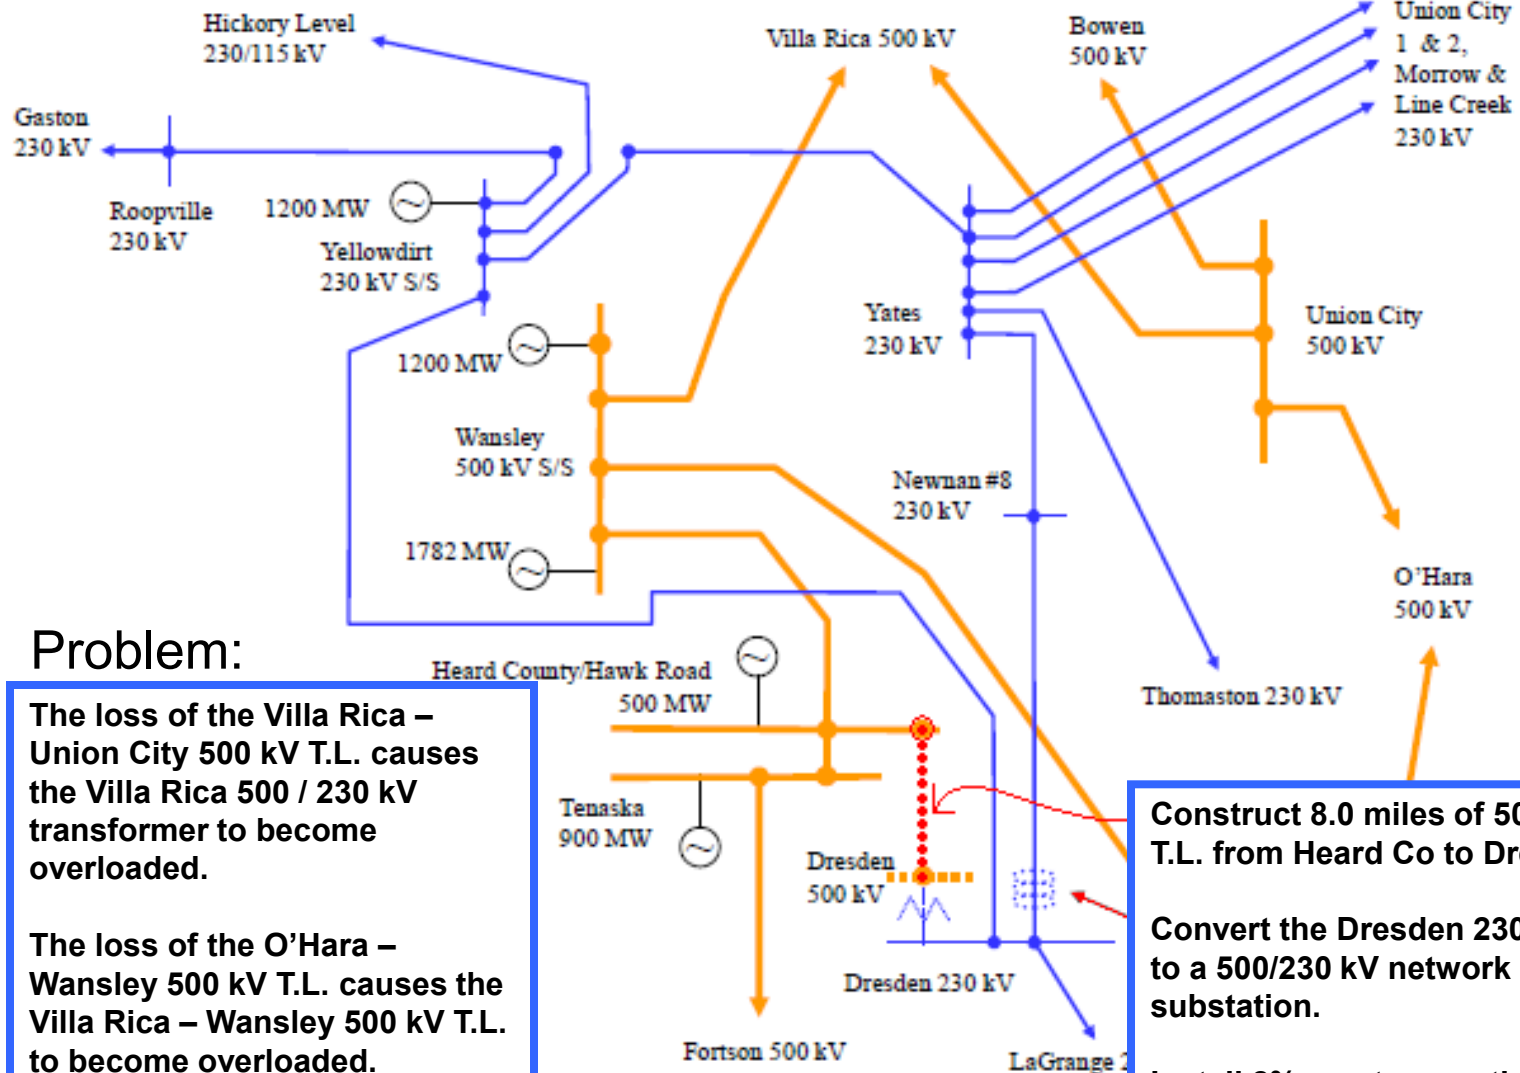 Hickory Level
230/115 kV
Villa Rica 500 kV
Bowen
500 kV
Union City
1 & 2,
Morrow &
Line Creek
230 kV
Gaston
230 kV
Roopville
230 kV
1200 MW
Yellowdirt
230 kV S/S
Yates
230 kV
Union City
500 kV
1200 MW
Wansley
500 kV S/S
1782 MW
Newnan #8
230 kV
O'Hara
500 kV
Thomaston 230 kV
Heard County/Hawk Road
500 MW
Tenaska
900 MW
Dresden
500 kV
Dresden 230 kV
Fortson 500 kV
LaGrange
Problem:
The loss of the Villa Rica –
Union City 500 kV T.L. causes
the Villa Rica 500 / 230 kV
transformer to become
overloaded.
The loss of the O'Hara –
Wansley 500 kV T.L. causes the
Villa Rica – Wansley 500 kV T.L.
to become overloaded.
Construct 8.0 miles of
T.L. from Heard Co to
Convert the Dresden 230
to a 500/230 kV network
substation.